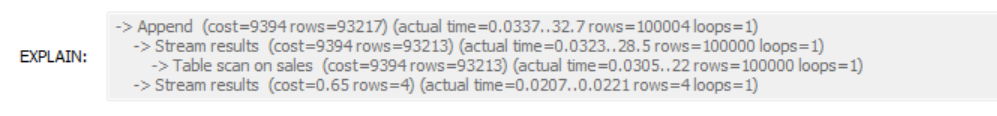 -> Append (cost=9394 rows=93217) (actual time=0.0337..32.7 rows=100004 loops=1)
-> Stream results (cost=9394 rows=93213) (actual time=0.0323..28.5 rows=100000 loops=1)
EXPLAIN:
-> Table scan on sales (cost=9394 rows=93213) (actual time=0.0305..22 rows=100000 loops=1)
-> Stream results (cost=0.65 rows=4) (actual time=0.0207..0.0221 rows=4 loops=1)